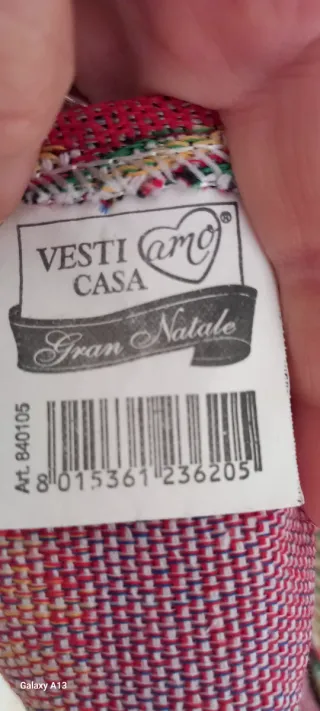 VESTI amo®
CASA
Gran Natale
Art. 840105
8 015361 236205
Galaxy A13